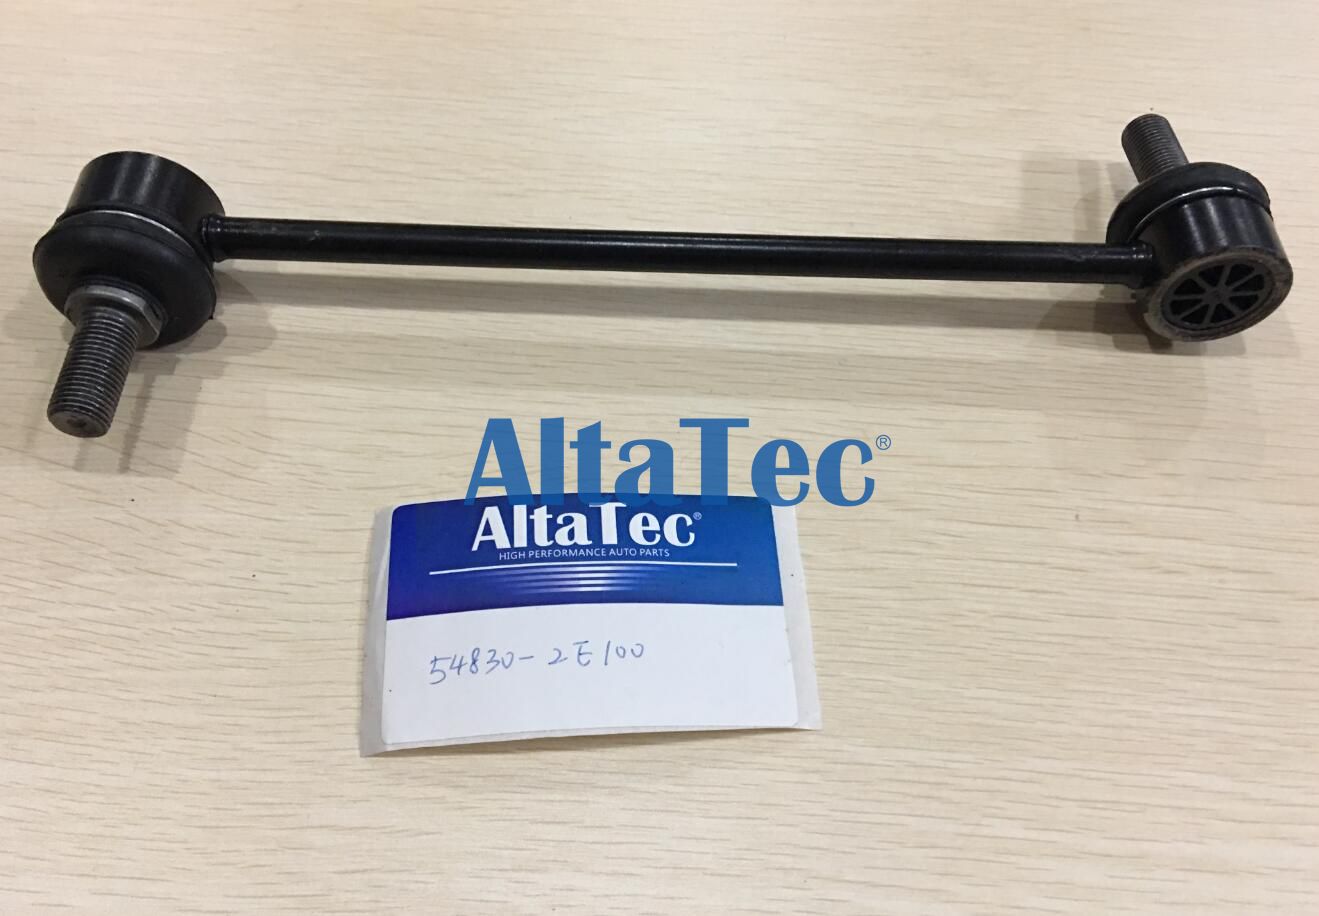 AltaTec®
AltaTec®
HIGH PERFORMANCE AUTO PARTS
54830-2E100